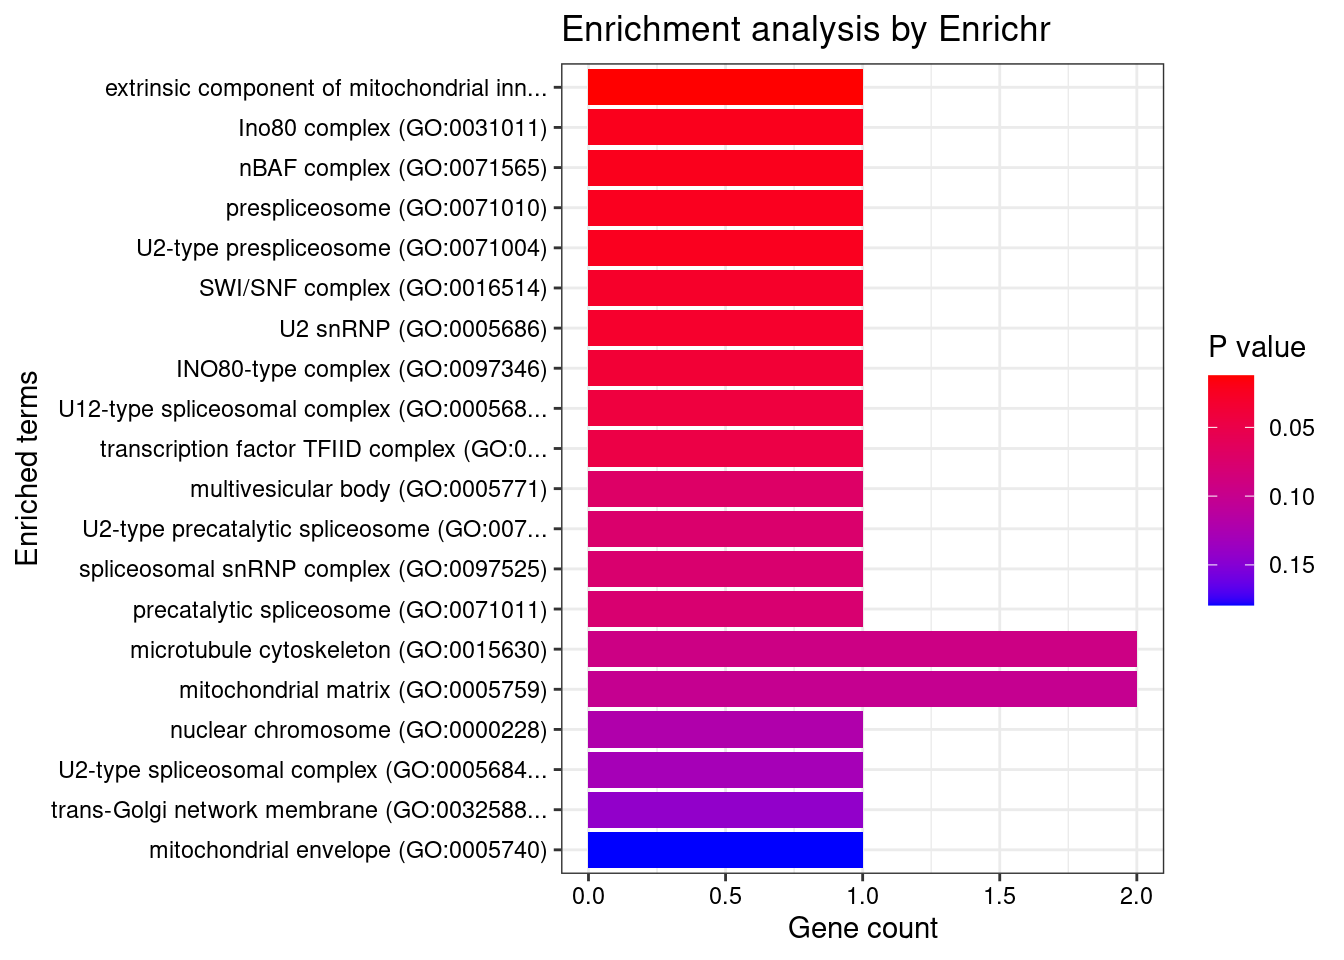 Enrichment analysis by Enrichr
Enriched terms
extrinsic component of mitochondrial inn...
Ino80 complex (GO:0031011)
nBAF complex (GO:0071565)
prespliceosome (GO:0071010)
U2-type prespliceosome (GO:0071004)
SWI/SNF complex (GO:0016514)
U2 snRNP (GO:0005686)
INO80-type complex (GO:0097346)
U12-type spliceosomal complex (GO:000568...
transcription factor TFIID complex (GO:0...
multivesicular body (GO:0005771)
U2-type precatalytic spliceosome (GO:007...
spliceosomal snRNP complex (GO:0097525)
precatalytic spliceosome (GO:0071011)
microtubule cytoskeleton (GO:0015630)
mitochondrial matrix (GO:0005759)
nuclear chromosome (GO:0000228)
U2-type spliceosomal complex (GO:0005684...
trans-Golgi network membrane (GO:0032588...
mitochondrial envelope (GO:0005740)
0.0 0.5 1.0 1.5 2.0
Gene count
P value
0.05
0.10
0.15